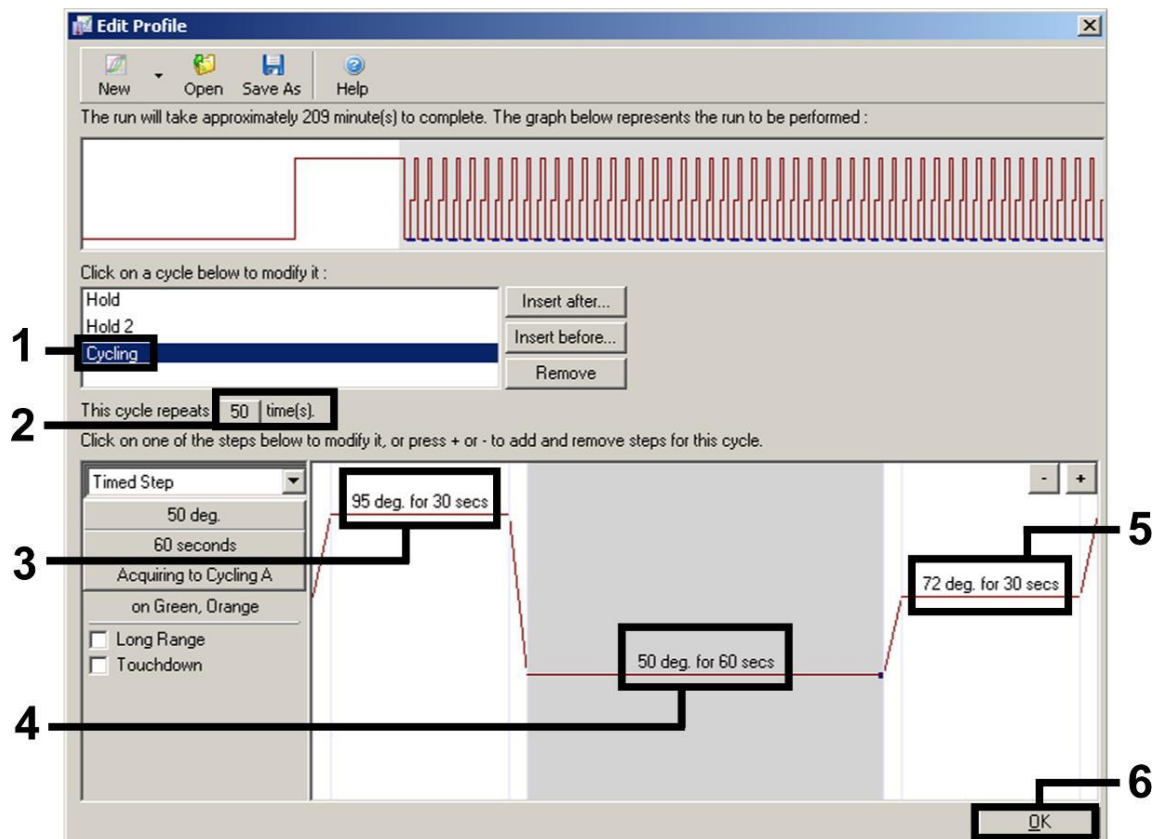 Edit Profile
New Open Save As Help
The run will take approximately 209 minute(s) to complete. The graph below represents the run to be performed :
Click on a cycle below to modify it :
Hold
Hold 2
Cycling
Insert after...
Insert before...
Remove
1
This cycle repeats 50 time(s).
2
Click on one of the steps below to modify it, or press + or - to add and remove steps for this cycle.
Timed Step
50 deg.
60 seconds
Acquiring to Cycling A
on Green, Orange
Long Range
Touchdown
95 deg. for 30 secs
3
50 deg. for 60 secs
4
- +
72 deg. for 30 secs
5
OK
6